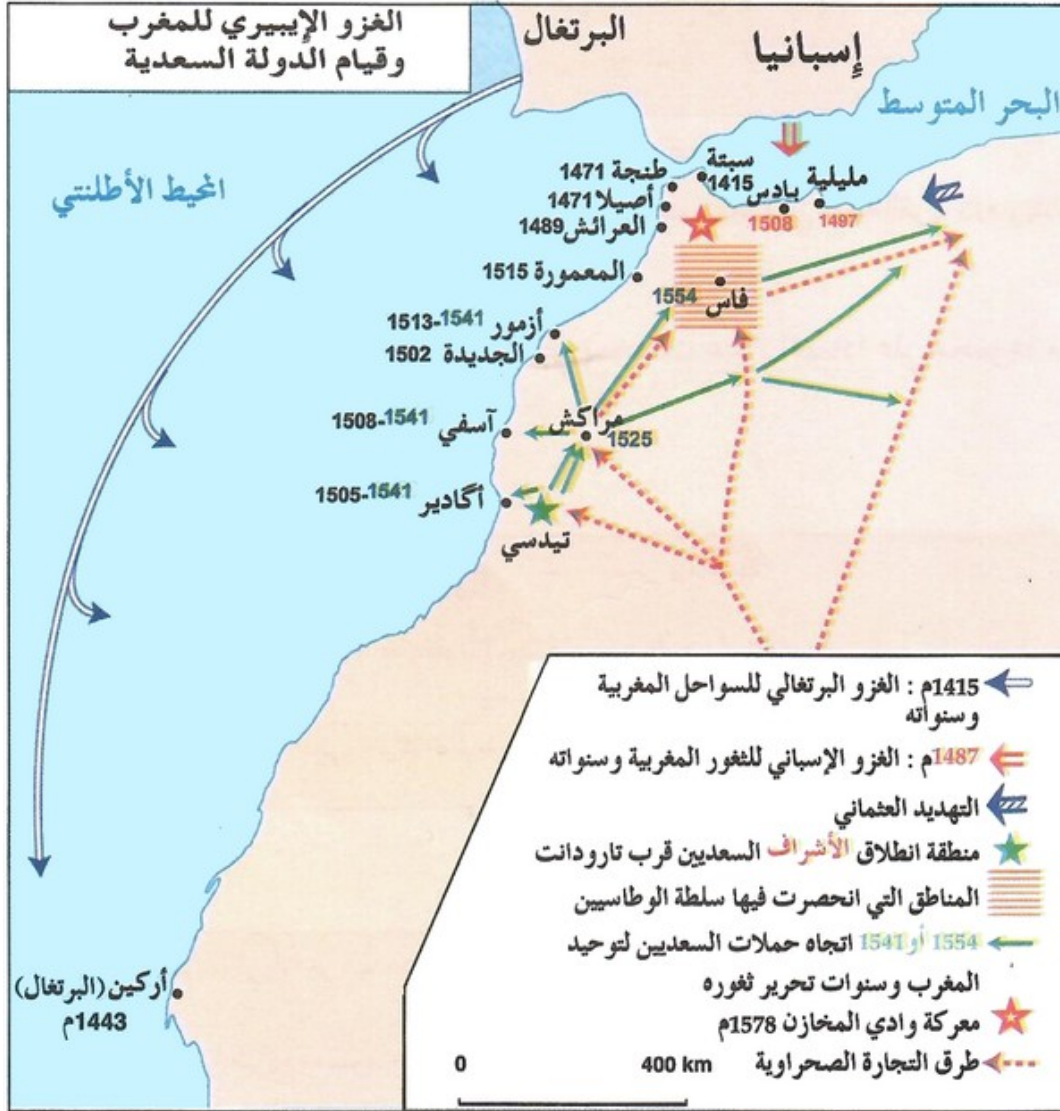 الغزو الإيبيري للمغرب
وقيام الدولة السعدية
البرتغال
إسبانيا
البحر المتوسط
المحيط الأطلنتي
سبتة
1415
طنجة 1471
أصيلا 1471
العرائش 1489
بادس
1508
مليلية
1497
المعمورة 1515
فاس
1554
أزمور 1541-1513
الجديدة 1502
مراكش
1525
آسفي 1541-1508
أڭادير 1541-1505
تيدسي
أركين (البرتغال)
1443م
1415م : الغزو البرتغالي للسواحل المغربية
وسنواته
1487م : الغزو الإسباني للثغور المغربية وسنواته
التهديد العثماني
منطقة انطلاق الأشراف السعديين قرب تارودانت
المناطق التي انحصرت فيها سلطة الوطاسيين
1554 أو 1541 اتجاه حملات السعديين لتوحيد
المغرب وسنوات تحرير ثغوره
معركة وادي المخازن 1578م
طرق التجارة الصحراوية
0 400 km